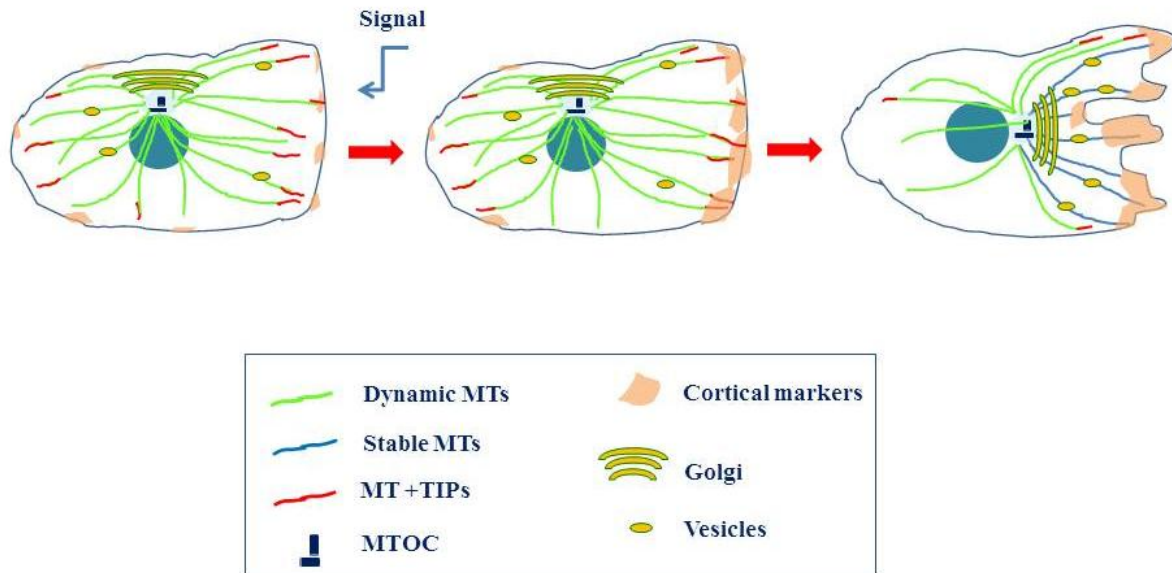 Signal
Dynamic MTs
Stable MTs
MT +TIPs
MTOC
Cortical markers
Golgi
Vesicles